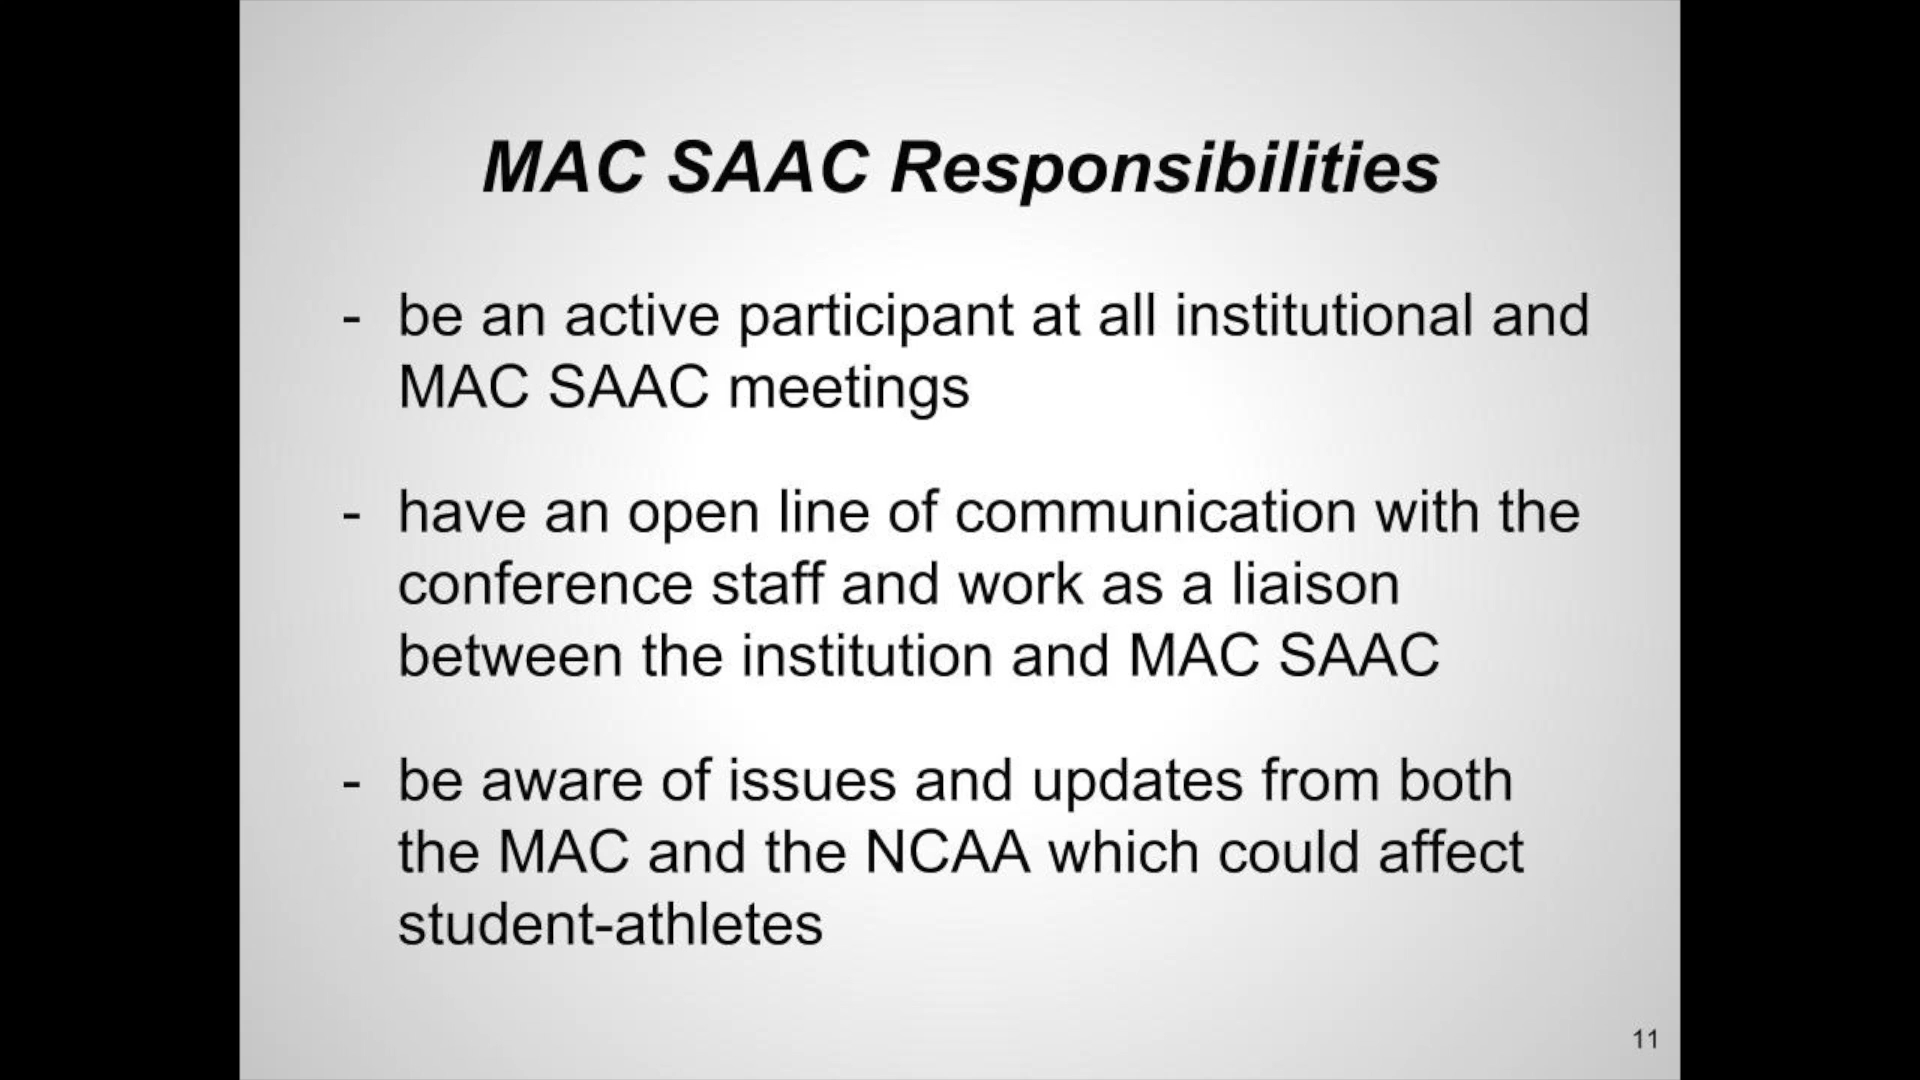 MAC SAAC Responsibilities
- be an active participant at all institutional and
MAC SAAC meetings
- have an open line of communication with the
conference staff and work as a liaison
between the institution and MAC SAAC
- be aware of issues and updates from both
the MAC and the NCAA which could affect
student-athletes
11